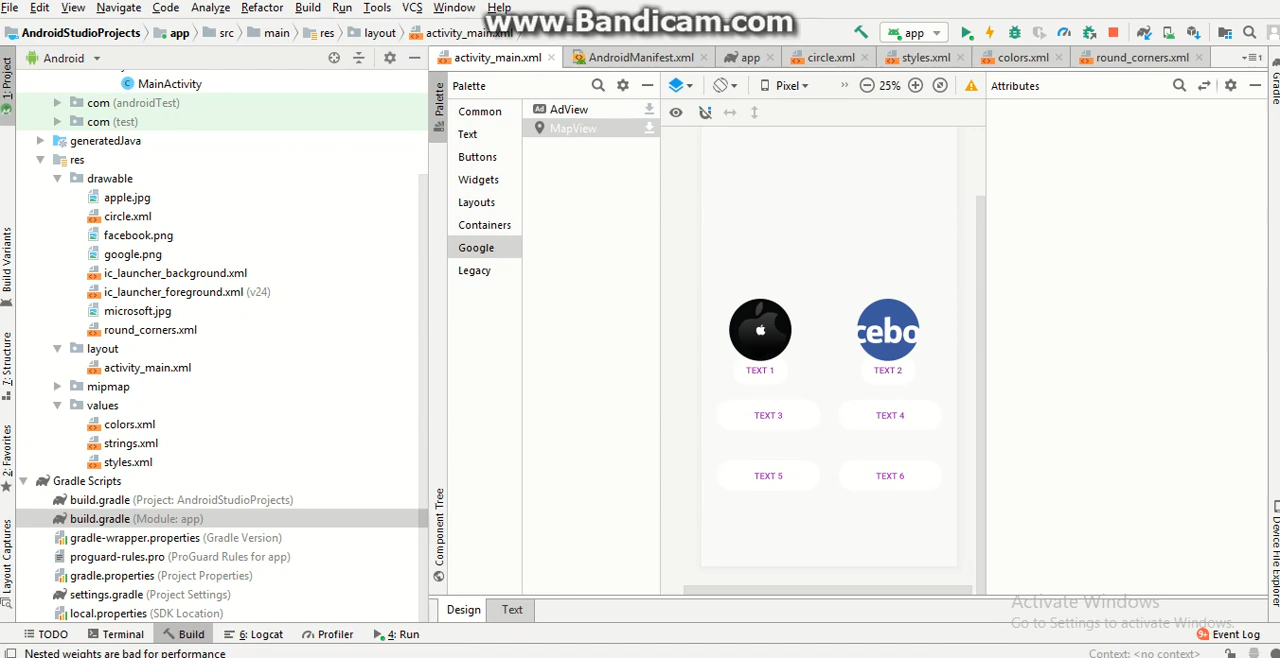 File Edit View Navigate Code Analyze Refactor Build Run Tools VCS Window Help
www.Bandicam.com
AndroidStudioProjects app src main res layout activity_main.xml app
1: Project
Android
activity_main.xml AndroidManifest.xml app circle.xml styles.xml colors.xml round_corners.xml
Palette
Palette
Pixel 25%
Attributes
Gradle
MainActivity
com (androidTest)
com (test)
generatedJava
res
drawable
apple.jpg
circle.xml
facebook.png
google.png
ic_launcher_background.xml
ic_launcher_foreground.xml (v24)
microsoft.jpg
round_corners.xml
layout
activity_main.xml
mipmap
values
colors.xml
strings.xml
styles.xml
Gradle Scripts
build.gradle (Project: AndroidStudioProjects)
build.gradle (Module: app)
gradle-wrapper.properties (Gradle Version)
proguard-rules.pro (ProGuard Rules for app)
gradle.properties (Project Properties)
settings.gradle (Project Settings)
local.properties (SDK Location)
Build Variants
7: Structure
2: Favorites
Layout Captures
Common
Text
Buttons
Widgets
Layouts
Containers
Google
Legacy
Ad AdView
MapView
Component Tree
cebo
TEXT 1 TEXT 2
TEXT 3 TEXT 4
TEXT 5 TEXT 6
Device File Explorer
Design Text
Activate Windows
Go to Settings to activate Windows.
TODO Terminal Build 6: Logcat Profiler 4: Run 9+ Event Log
Nested weights are bad for performance Context: <no context>